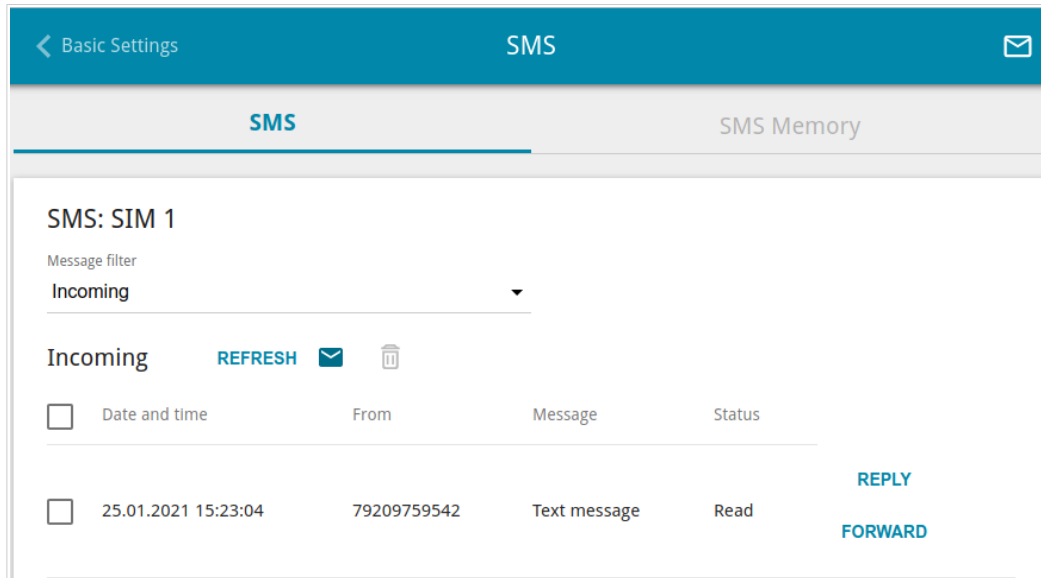 Basic Settings SMS
SMS SMS Memory
SMS: SIM 1
Message filter
Incoming
Incoming REFRESH
Date and time From Message Status
REPLY
25.01.2021 15:23:04 79209759542 Text message Read
FORWARD